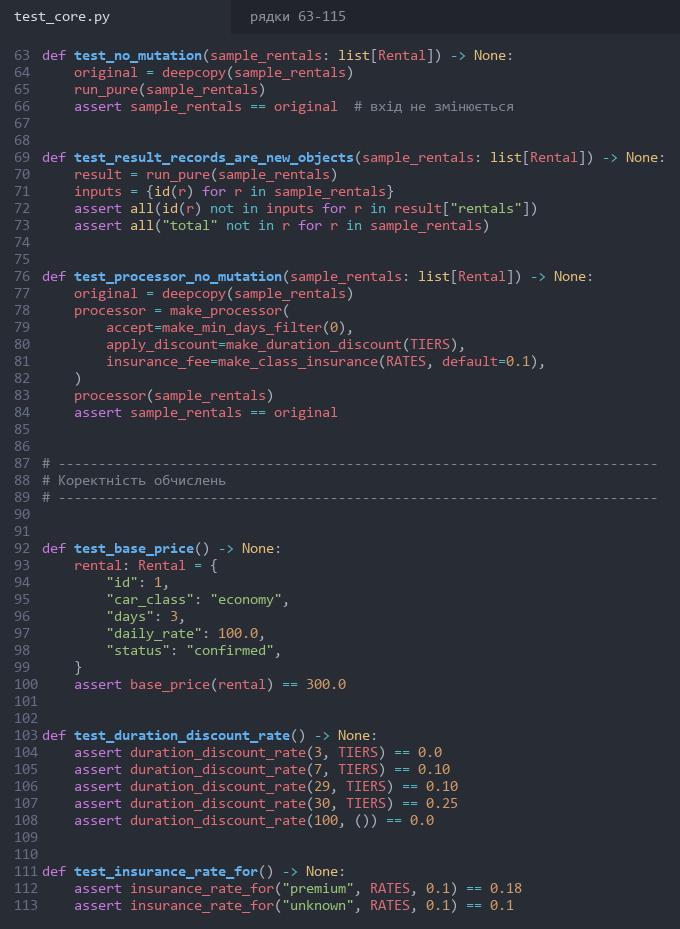 test_core.py рядки 63-115
63 def test_no_mutation(sample_rentals: list[Rental]) -> None:
64     original = deepcopy(sample_rentals)
65     run_pure(sample_rentals)
66     assert sample_rentals == original  # вхід не змінюється
67
68
69 def test_result_records_are_new_objects(sample_rentals: list[Rental]) -> None:
70     result = run_pure(sample_rentals)
71     inputs = {id(r) for r in sample_rentals}
72     assert all(id(r) not in inputs for r in result["rentals"])
73     assert all("total" not in r for r in sample_rentals)
74
75
76 def test_processor_no_mutation(sample_rentals: list[Rental]) -> None:
77     original = deepcopy(sample_rentals)
78     processor = make_processor(
79         accept=make_min_days_filter(0),
80         apply_discount=make_duration_discount(TIERS),
81         insurance_fee=make_class_insurance(RATES, default=0.1),
82     )
83     processor(sample_rentals)
84     assert sample_rentals == original
85
86
87 # ---------------------------------------------------------------------------
88 # Коректність обчислень
89 # ---------------------------------------------------------------------------
90
91
92 def test_base_price() -> None:
93     rental: Rental = {
94         "id": 1,
95         "car_class": "economy",
96         "days": 3,
97         "daily_rate": 100.0,
98         "status": "confirmed",
99     }
100     assert base_price(rental) == 300.0
101
102
103 def test_duration_discount_rate() -> None:
104     assert duration_discount_rate(3, TIERS) == 0.0
105     assert duration_discount_rate(7, TIERS) == 0.10
106     assert duration_discount_rate(29, TIERS) == 0.10
107     assert duration_discount_rate(30, TIERS) == 0.25
108     assert duration_discount_rate(100, ()) == 0.0
109
110
111 def test_insurance_rate_for() -> None:
112     assert insurance_rate_for("premium", RATES, 0.1) == 0.18
113     assert insurance_rate_for("unknown", RATES, 0.1) == 0.1